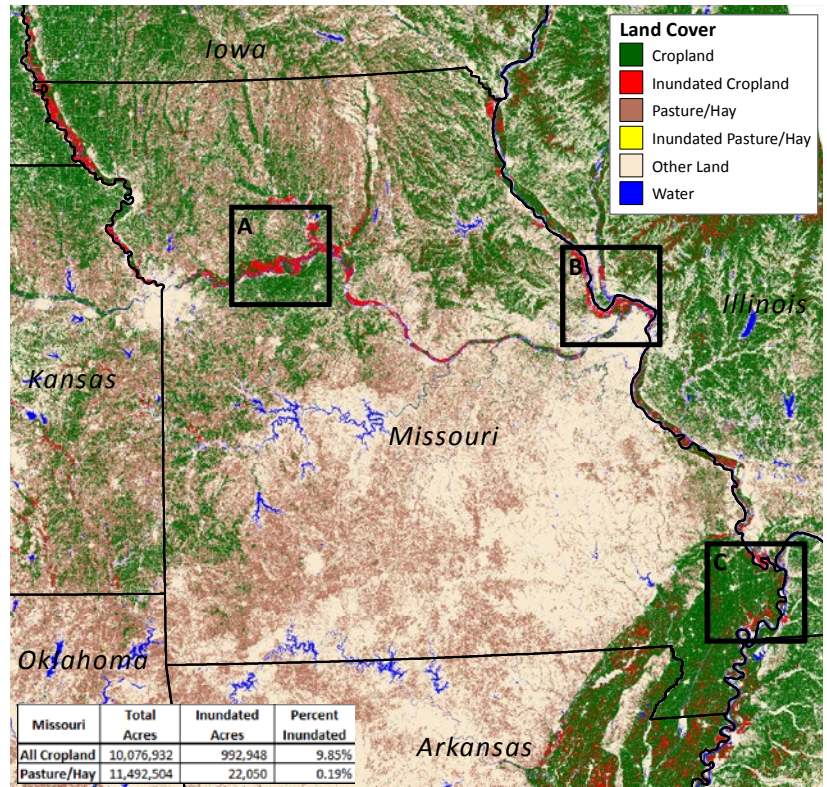 Iowa
Land Cover
Cropland
Inundated Cropland
Pasture/Hay
Inundated Pasture/Hay
Other Land
Water
A
B
Illinois
Kansas
Missouri
C
Oklahoma
Arkansas
Missouri Total Acres Inundated Acres Percent Inundated
All Cropland 10,076,932 992,948 9.85%
Pasture/Hay 11,492,504 22,050 0.19%